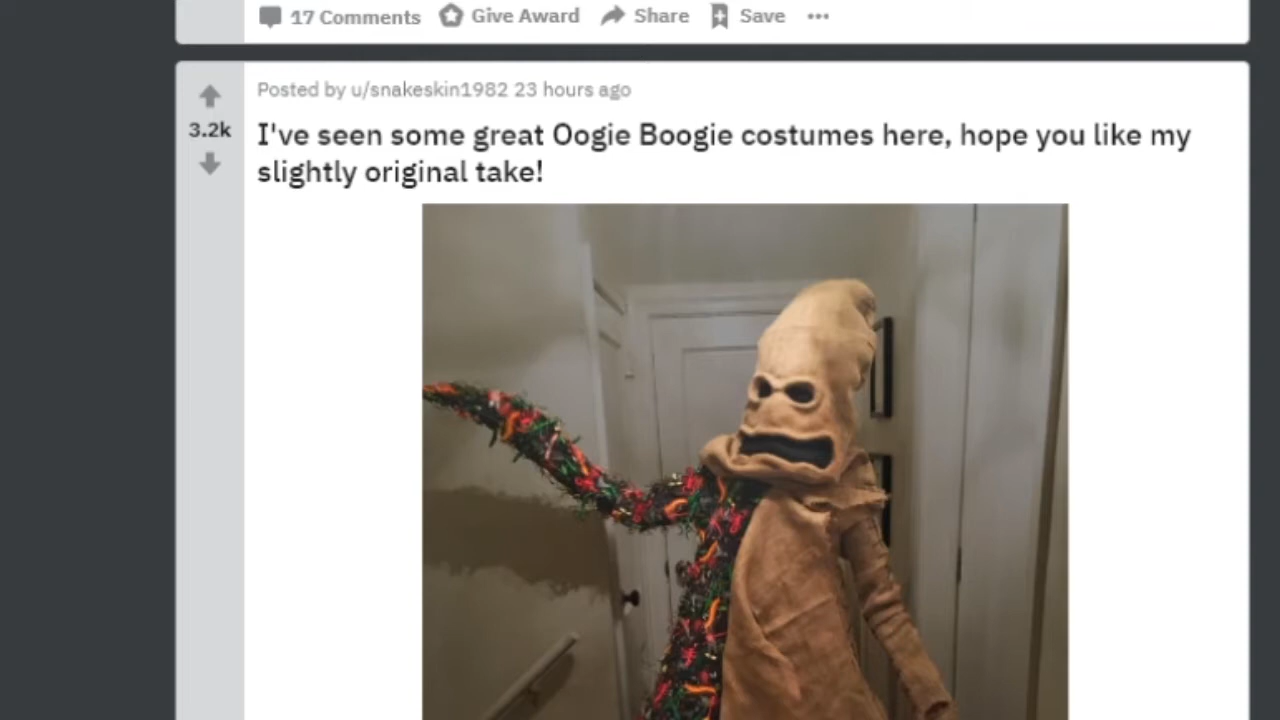 17 Comments Give Award Share Save
Posted by u/snakeskin1982 23 hours ago
3.2k
I've seen some great Oogie Boogie costumes here, hope you like my
slightly original take!